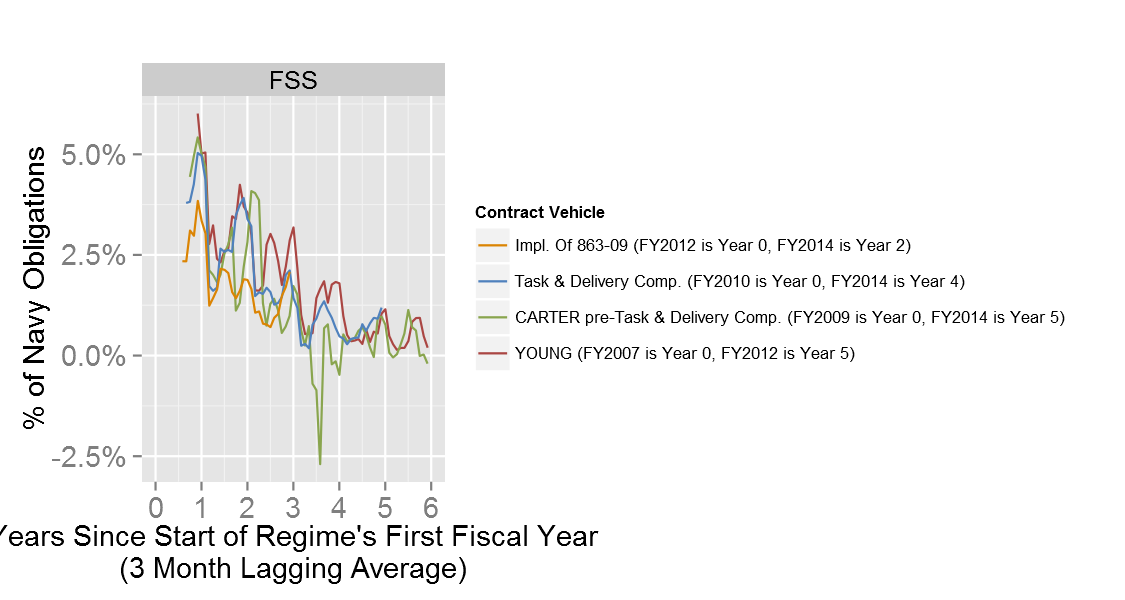 FSS
% of Navy Obligations
5.0%
2.5%
0.0%
-2.5%
0 1 2 3 4 5 6
Years Since Start of Regime's First Fiscal Year
(3 Month Lagging Average)
Contract Vehicle
Impl. Of 863-09 (FY2012 is Year 0, FY2014 is Year 2)
Task & Delivery Comp. (FY2010 is Year 0, FY2014 is Year 4)
CARTER pre-Task & Delivery Comp. (FY2009 is Year 0, FY2014 is Year 5)
YOUNG (FY2007 is Year 0, FY2012 is Year 5)